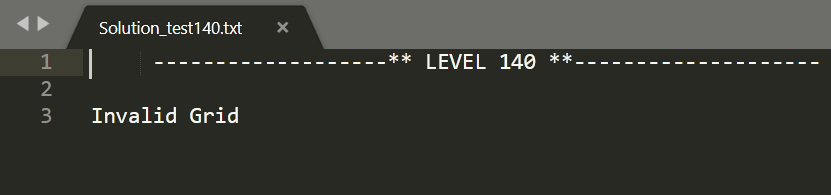 Solution_test140.txt ×
1 -------------------** LEVEL 140 **--------------------
2
3 Invalid Grid